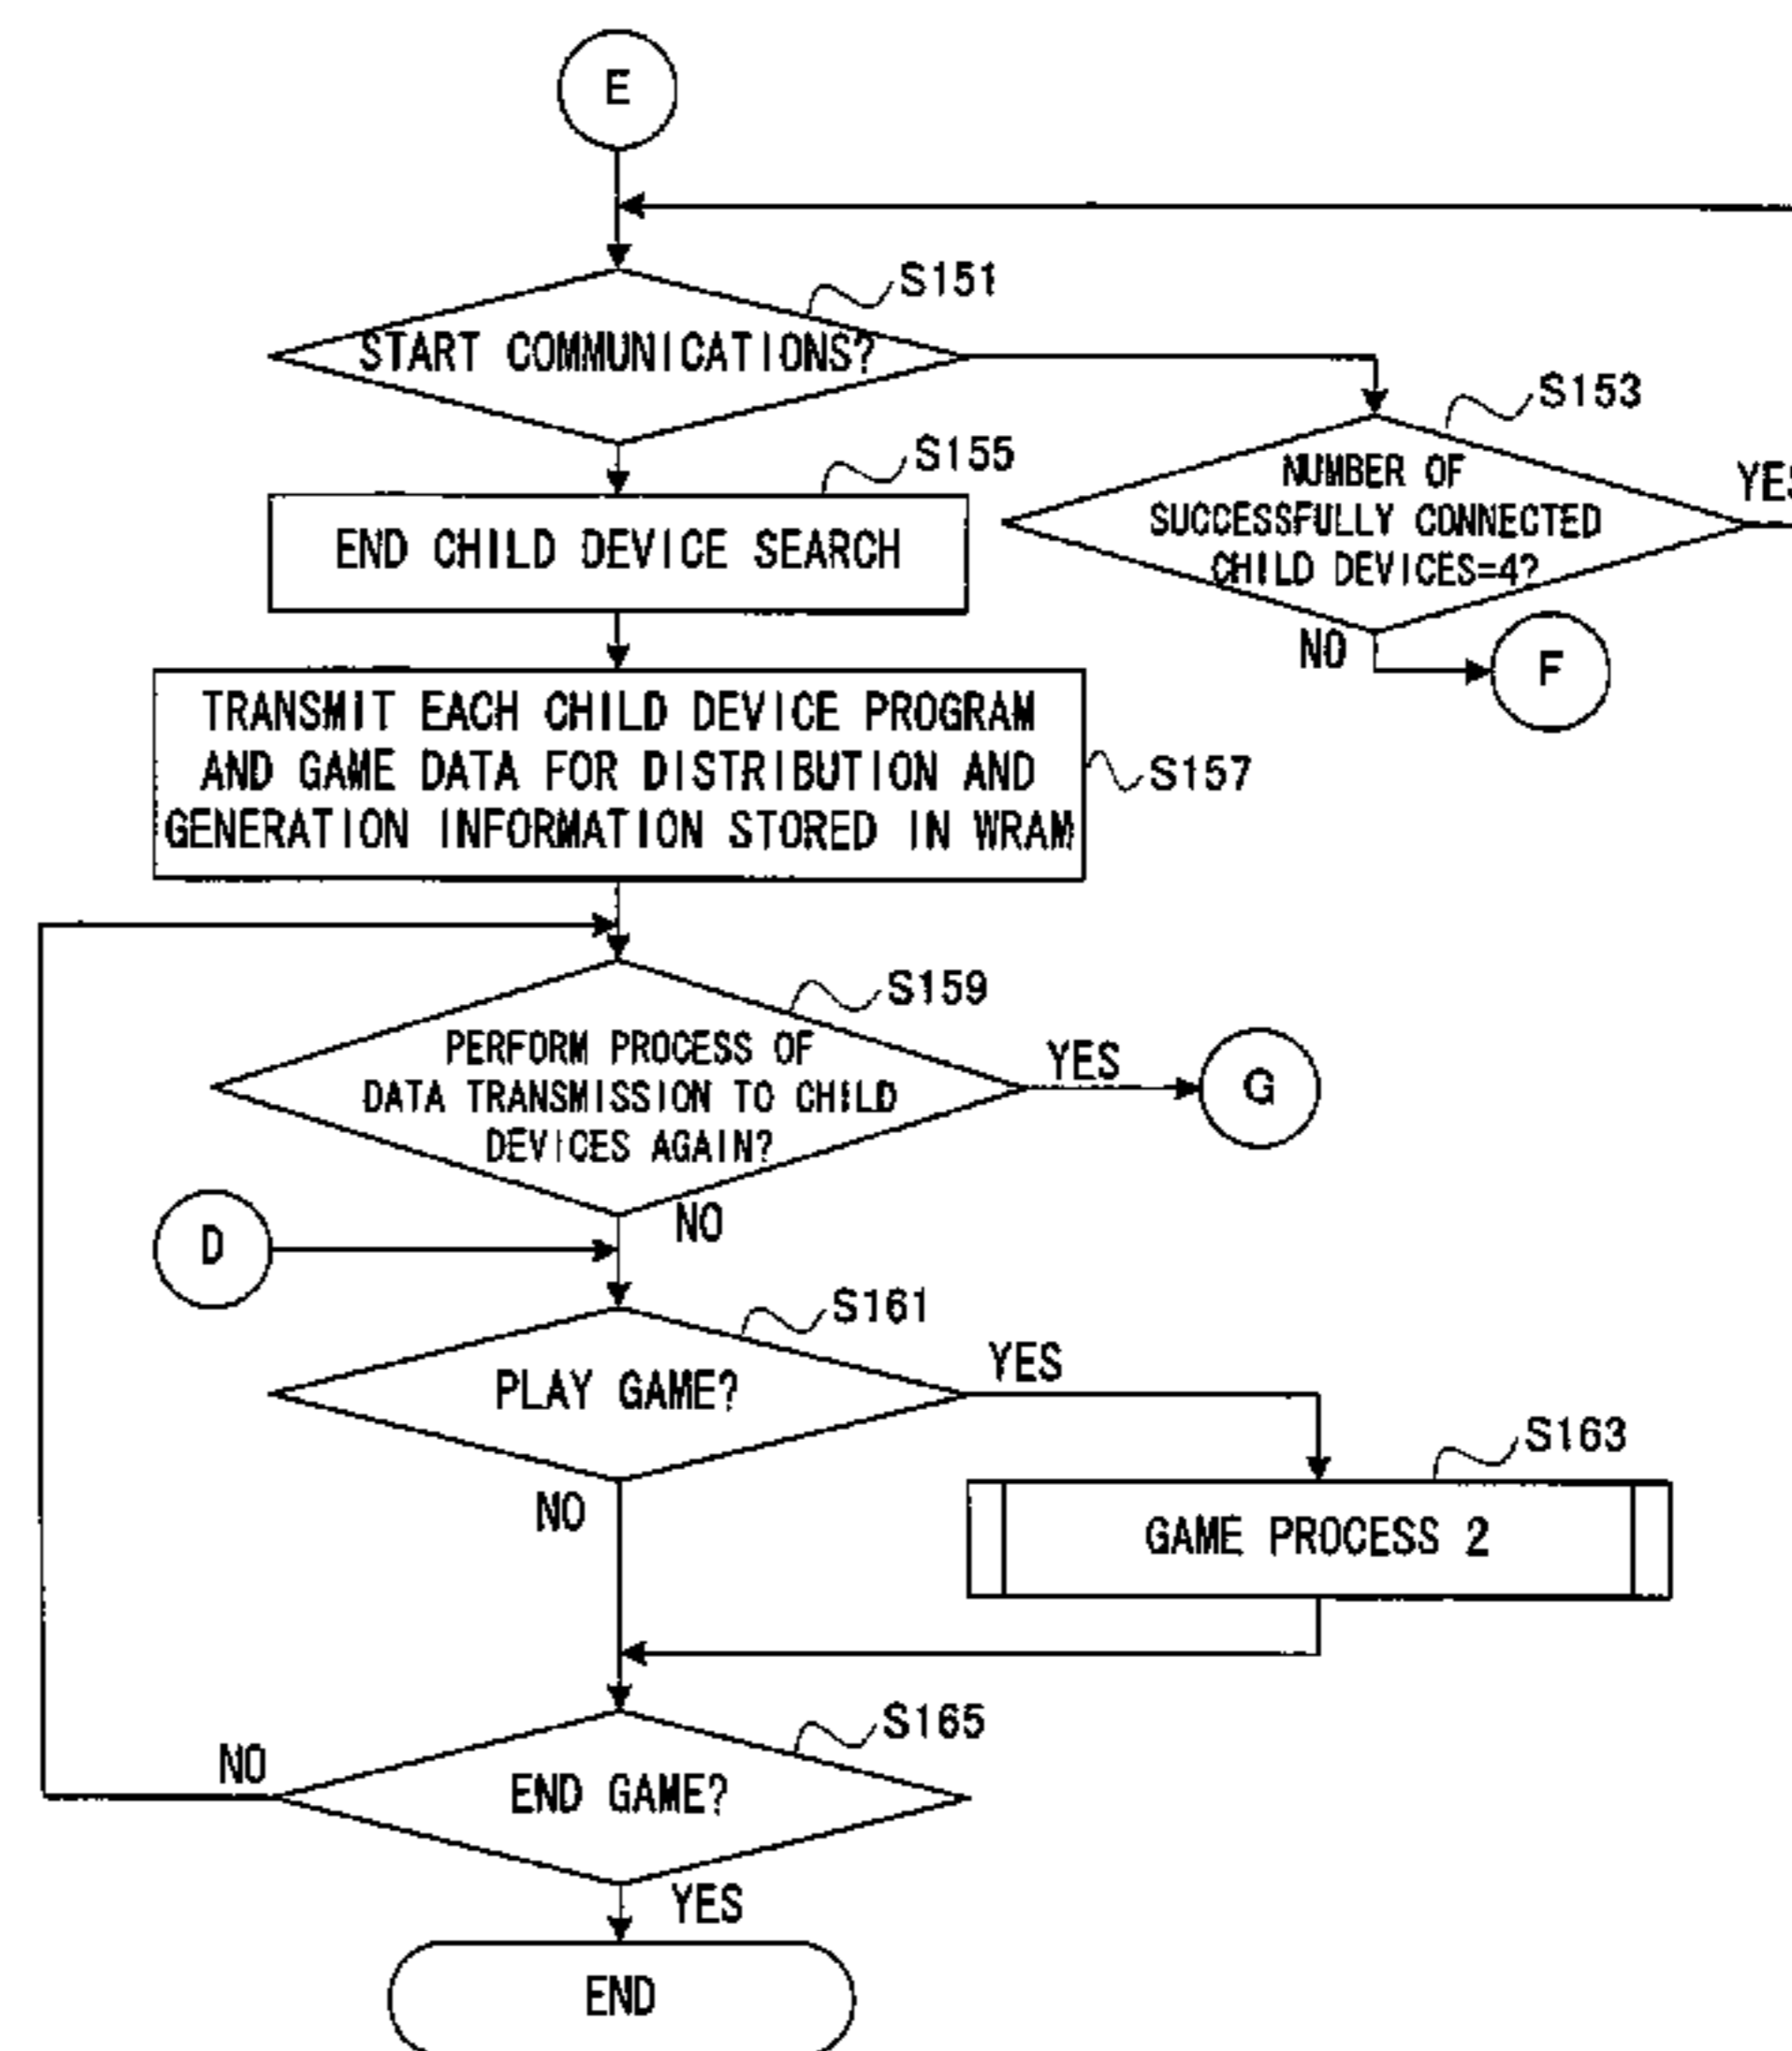 E
S151
START COMMUNICATIONS?
S153
NUMBER OF
SUCCESSFULLY CONNECTED
CHILD DEVICES=4?
YES
NO
F
S155
END CHILD DEVICE SEARCH
TRANSMIT EACH CHILD DEVICE PROGRAM
AND GAME DATA FOR DISTRIBUTION AND
GENERATION INFORMATION STORED IN WRAM
S157
S159
PERFORM PROCESS OF
DATA TRANSMISSION TO CHILD
DEVICES AGAIN?
YES
G
NO
D
S161
PLAY GAME?
YES
NO
S163
GAME PROCESS 2
S165
END GAME?
NO
YES
END